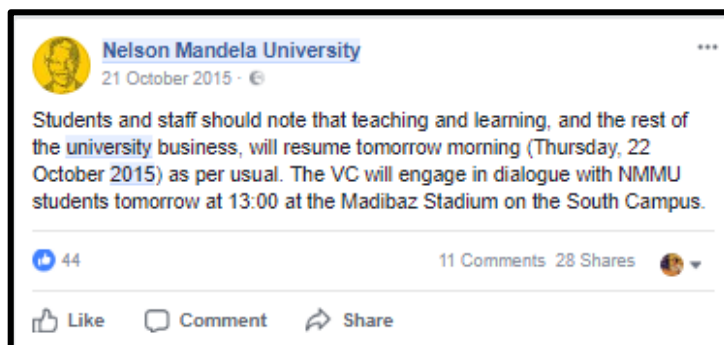 Nelson Mandela University
21 October 2015 ·
Students and staff should note that teaching and learning, and the rest of
the university business, will resume tomorrow morning (Thursday, 22
October 2015) as per usual. The VC will engage in dialogue with NMMU
students tomorrow at 13:00 at the Madibaz Stadium on the South Campus.
44 11 Comments 28 Shares
Like Comment Share